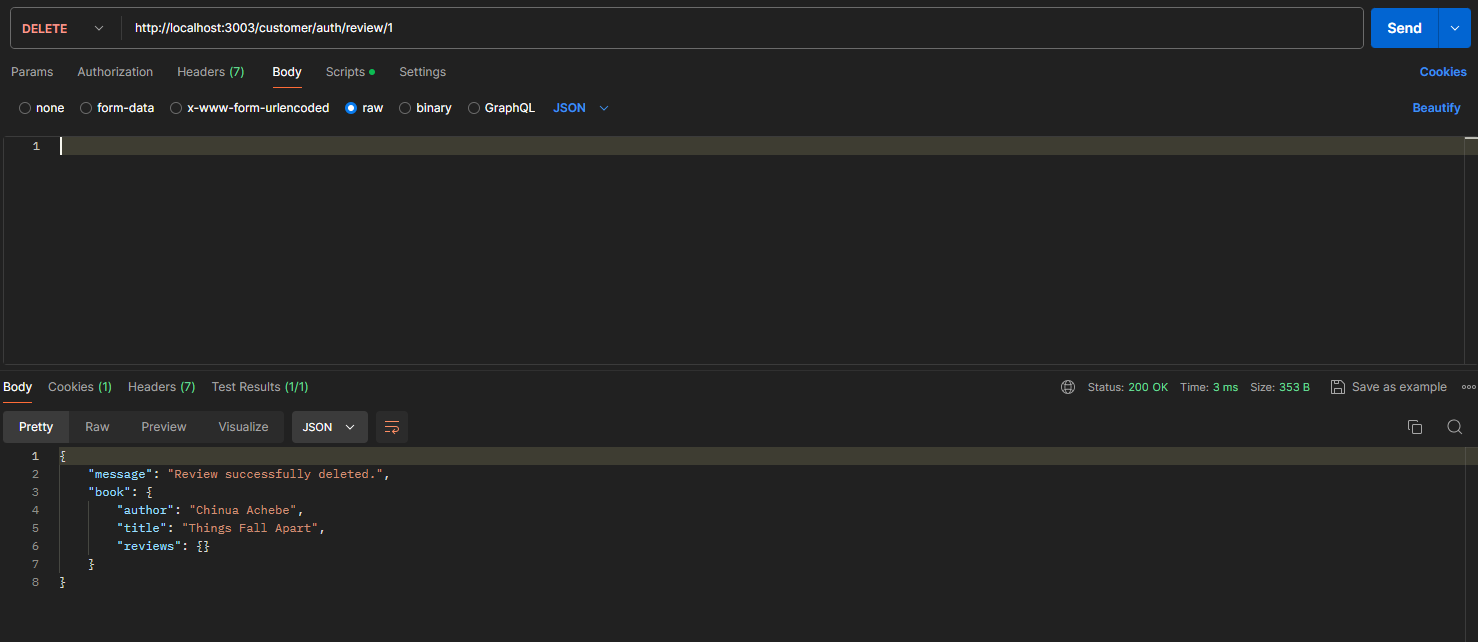 DELETE http://localhost:3003/customer/auth/review/1 Send
Params Authorization Headers (7) Body Scripts Settings Cookies
none form-data x-www-form-urlencoded raw binary GraphQL JSON Beautify
1
Body Cookies (1) Headers (7) Test Results (1/1) Status: 200 OK Time: 3 ms Size: 353 B Save as example
Pretty Raw Preview Visualize JSON
1 {
2 "message": "Review successfully deleted.",
3 "book": {
4 "author": "Chinua Achebe",
5 "title": "Things Fall Apart",
6 "reviews": {}
7 }
8 }